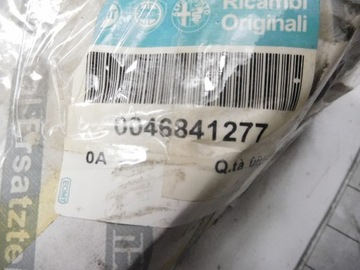 Ricambi
Originali
0046841277
0A
Q.tà
Ersatzte